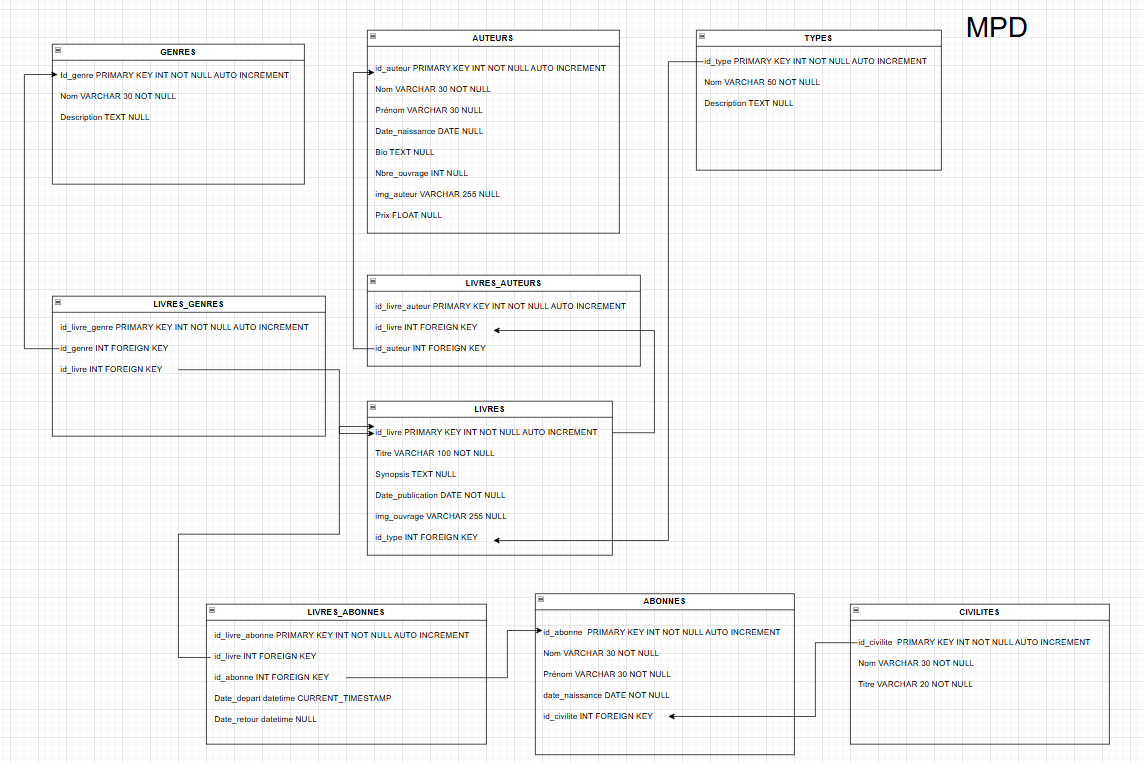 MPD
GENRES
Id_genre PRIMARY KEY INT NOT NULL AUTO INCREMENT
Nom VARCHAR 30 NOT NULL
Description TEXT NULL
AUTEURS
id_auteur PRIMARY KEY INT NOT NULL AUTO INCREMENT
Nom VARCHAR 30 NOT NULL
Prénom VARCHAR 30 NULL
Date_naissance DATE NULL
Bio TEXT NULL
Nbre_ouvrage INT NULL
img_auteur VARCHAR 255 NULL
Prix FLOAT NULL
TYPES
id_type PRIMARY KEY INT NOT NULL AUTO INCREMENT
Nom VARCHAR 50 NOT NULL
Description TEXT NULL
LIVRES_GENRES
id_livre_genre PRIMARY KEY INT NOT NULL AUTO INCREMENT
id_genre INT FOREIGN KEY
id_livre INT FOREIGN KEY
LIVRES_AUTEURS
id_livre_auteur PRIMARY KEY INT NOT NULL AUTO INCREMENT
id_livre INT FOREIGN KEY
id_auteur INT FOREIGN KEY
LIVRES
id_livre PRIMARY KEY INT NOT NULL AUTO INCREMENT
Titre VARCHAR 100 NOT NULL
Synopsis TEXT NULL
Date_publication DATE NOT NULL
img_ouvrage VARCHAR 255 NULL
id_type INT FOREIGN KEY
LIVRES_ABONNES
id_livre_abonne PRIMARY KEY INT NOT NULL AUTO INCREMENT
id_livre INT FOREIGN KEY
id_abonne INT FOREIGN KEY
Date_depart datetime CURRENT_TIMESTAMP
Date_retour datetime NULL
ABONNES
id_abonne PRIMARY KEY INT NOT NULL AUTO INCREMENT
Nom VARCHAR 30 NOT NULL
Prénom VARCHAR 30 NOT NULL
date_naissance DATE NOT NULL
id_civilite INT FOREIGN KEY
CIVILITES
id_civilite PRIMARY KEY INT NOT NULL AUTO INCREMENT
Nom VARCHAR 30 NOT NULL
Titre VARCHAR 20 NOT NULL